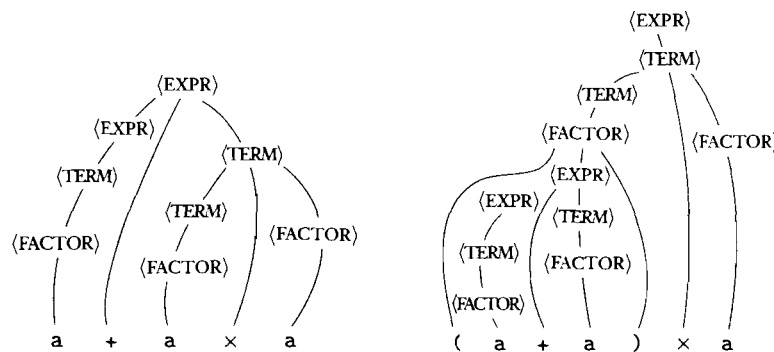 ⟨EXPR⟩
⟨EXPR⟩
⟨TERM⟩
⟨TERM⟩
⟨TERM⟩
⟨FACTOR⟩
⟨FACTOR⟩
⟨FACTOR⟩
a + a × a
⟨EXPR⟩
⟨TERM⟩
⟨TERM⟩
⟨FACTOR⟩ ⟨FACTOR⟩
⟨EXPR⟩
⟨EXPR⟩
⟨TERM⟩
⟨TERM⟩
⟨FACTOR⟩
⟨FACTOR⟩
( a + a ) × a